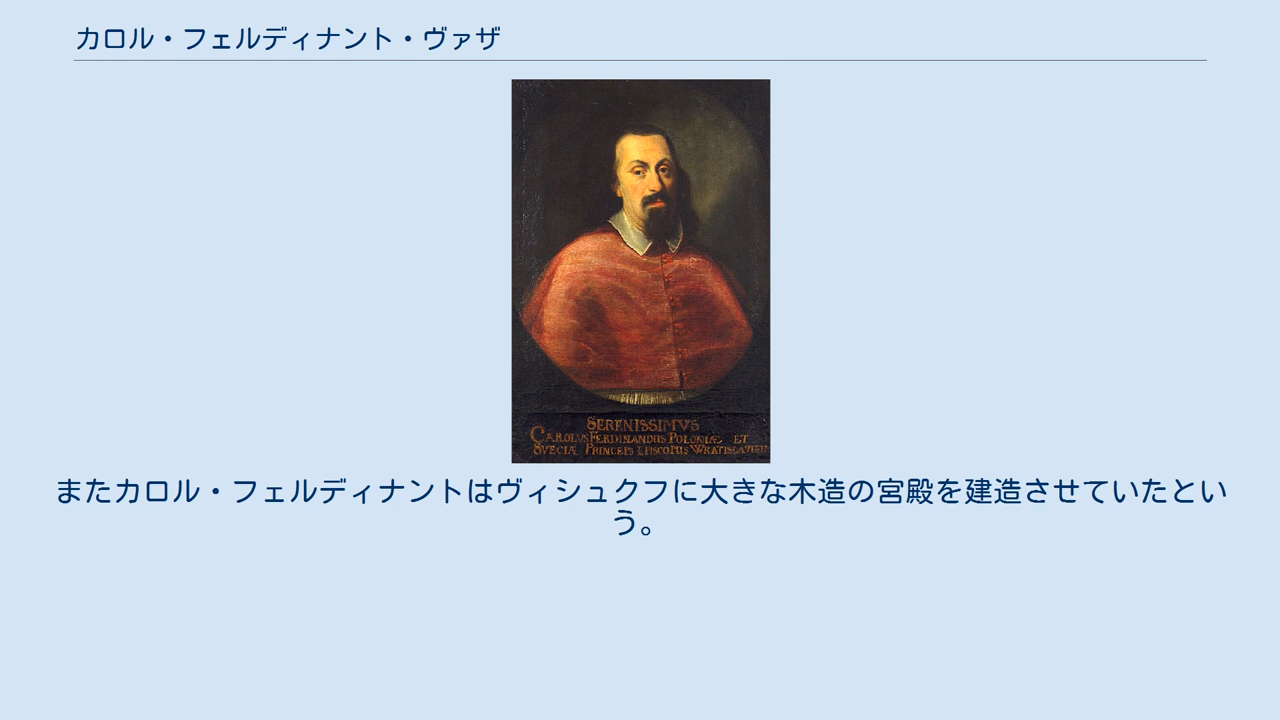 カロル・フェルディナント・ヴァザ
SERENISSIMVS
CAROLVS FERDINANDUS POLONIÆ ET
SVECIÆ PRINCEPS EPISCOPUS
またカロル・フェルディナントはヴィシュクフに大きな木造の宮殿を建造させていたとい
う。